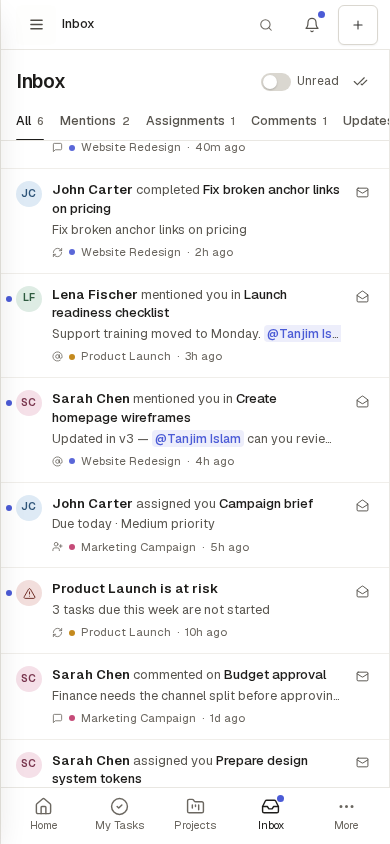 Inbox
Inbox
Unread
All 6 Mentions 2 Assignments 1 Comments 1 Updates
Website Redesign · 40m ago
JC
John Carter completed Fix broken anchor links
on pricing
Fix broken anchor links on pricing
Website Redesign · 2h ago
LF
Lena Fischer mentioned you in Launch
readiness checklist
Support training moved to Monday. @Tanjim Is…
Product Launch · 3h ago
SC
Sarah Chen mentioned you in Create
homepage wireframes
Updated in v3 — @Tanjim Islam can you revie…
Website Redesign · 4h ago
JC
John Carter assigned you Campaign brief
Due today · Medium priority
Marketing Campaign · 5h ago
Product Launch is at risk
3 tasks due this week are not started
Product Launch · 10h ago
SC
Sarah Chen commented on Budget approval
Finance needs the channel split before approvin…
Marketing Campaign · 1d ago
SC
Sarah Chen assigned you Prepare design
system tokens
Home My Tasks Projects Inbox More